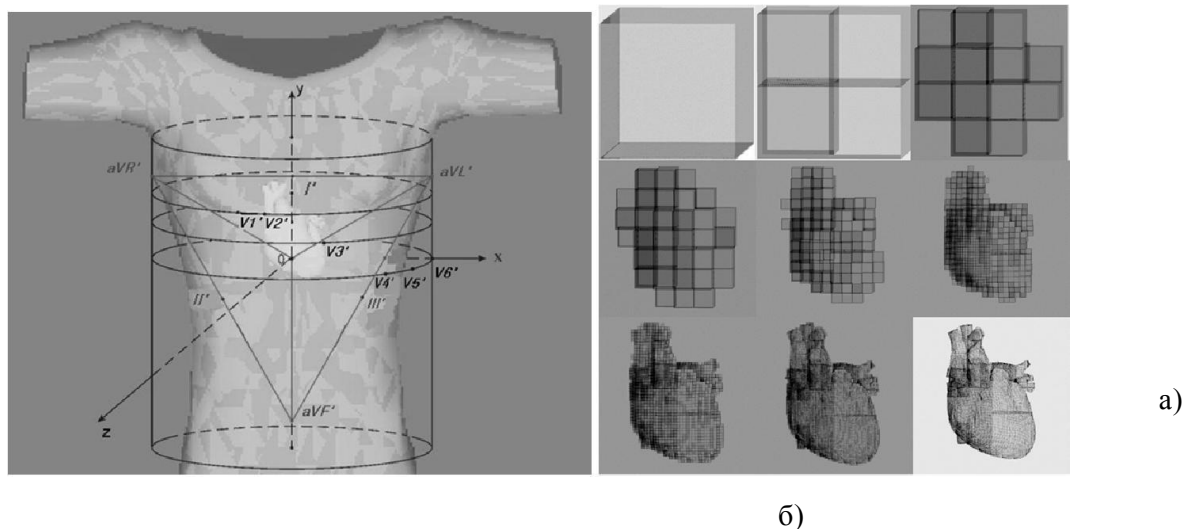 y
aVR'
aVL'
I'
V1'
V2'
V3'
x
V6'
V4'
V5'
II'
III'
aVF'
z
а)
б)